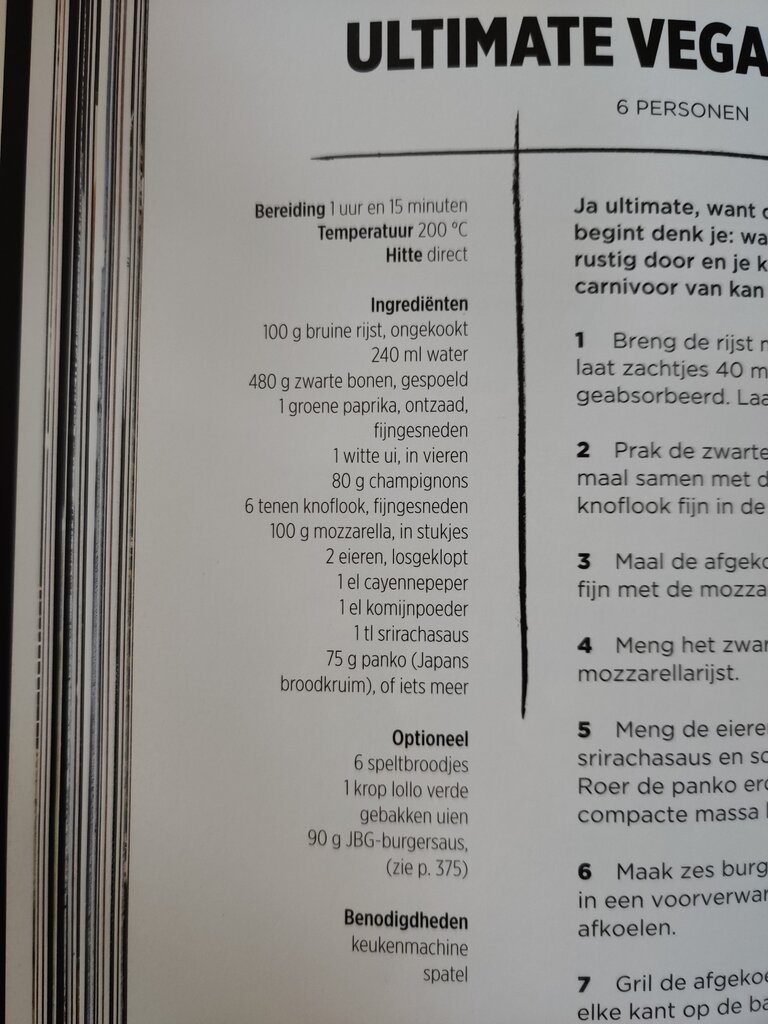 ULTIMATE
6 PERSONEN
Bereiding 1 uur en 15 minuten
Temperatuur 200 °C
Hitte direct
Ingrediënten
100 g bruine rijst, ongekookt
240 ml water
480 g zwarte bonen, gespoeld
1 groene paprika, ontzaad,
fijngesneden
1 witte ui, in vieren
80 g champignons
6 tenen knoflook, fijngesneden
100 g mozzarella, in stukjes
2 eieren, losgeklopt
1 el cayennepeper
1 el komijnpoeder
1 tl srirachasaus
75 g panko (Japans
broodkruim), of iets meer
Optioneel
6 speltbroodjes
1 krop lollo verde
gebakken uien
90 g JBG-burgersaus,
(zie p. 375)
Benodigdheden
keukenmachine
spatel
Ja ultimate, want
begint denk je:
rustig door en je
carnivoor van kan
1 Breng de rijst
laat zachtjes 40
geabsorbeerd.
2 Prak de zwarte
maal samen met
knoflook fijn in de
3 Maal de
fijn met de
4 Meng het
mozzarellarijst.
5 Meng de
srirachasaus en
Roer de panko
compacte massa
6 Maak zes
in een
afkoelen.
7 Gril de
elke kant op de